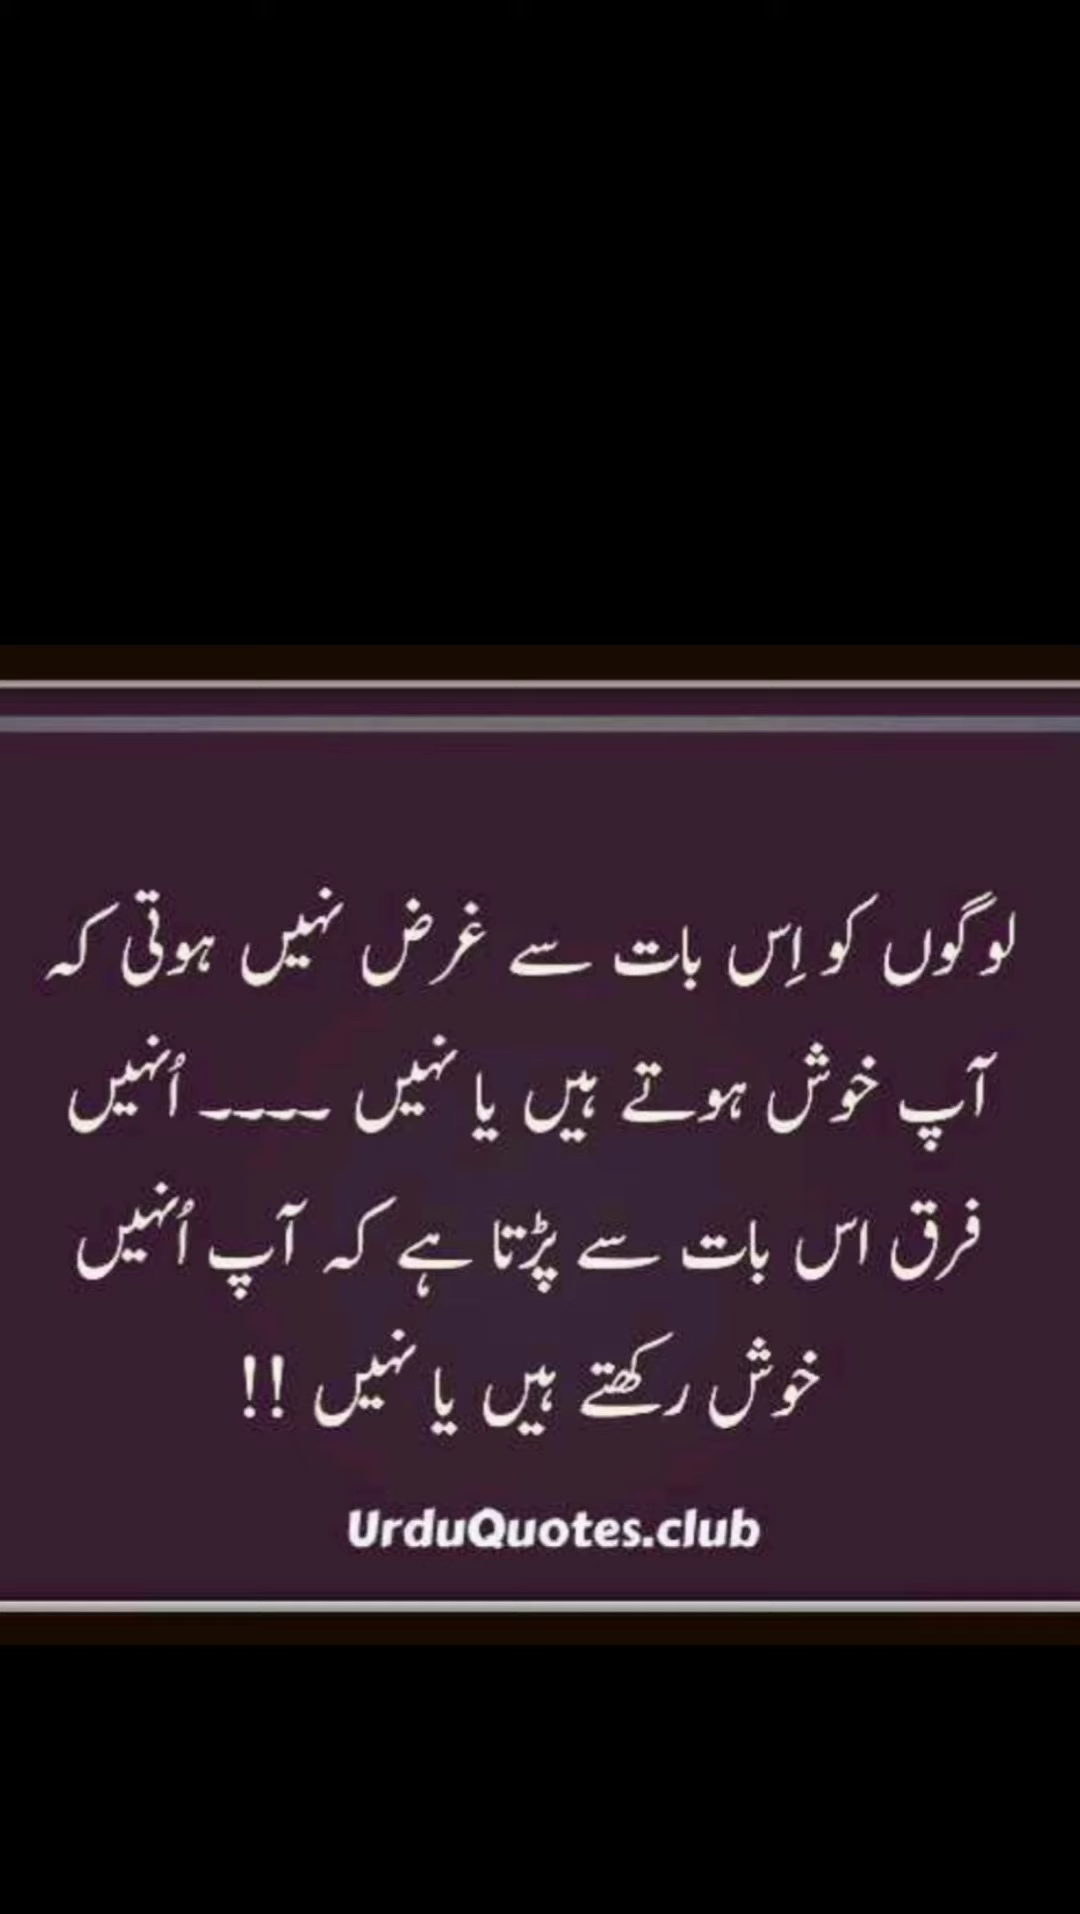 لوگوں کو اِس بات سے غرض نہیں ہوتی کہ
آپ خوش ہوتے ہیں یا نہیں ۔۔۔۔ اُنہیں
فرق اس بات سے پڑتا ہے کہ آپ اُنہیں
خوش رکھتے ہیں یا نہیں !!
UrduQuotes.club